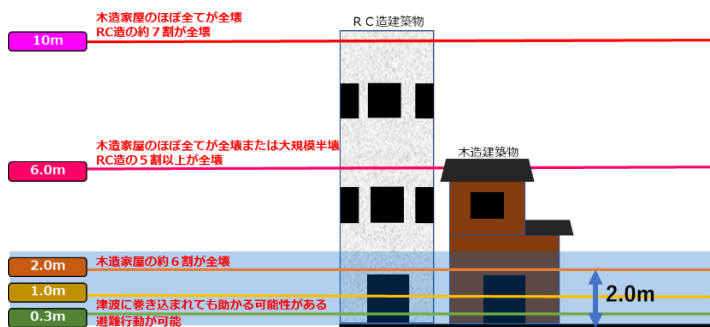 木造家屋のほぼ全てが全壊
RC造の約7割が全壊
10m
RC造建築物
木造家屋のほぼ全てが全壊または大規模半壊
RC造の5割以上が全壊
6.0m
木造建築物
2.0m
木造家屋の約6割が全壊
1.0m
津波に巻き込まれても助かる可能性がある
2.0m
0.3m
避難行動が可能